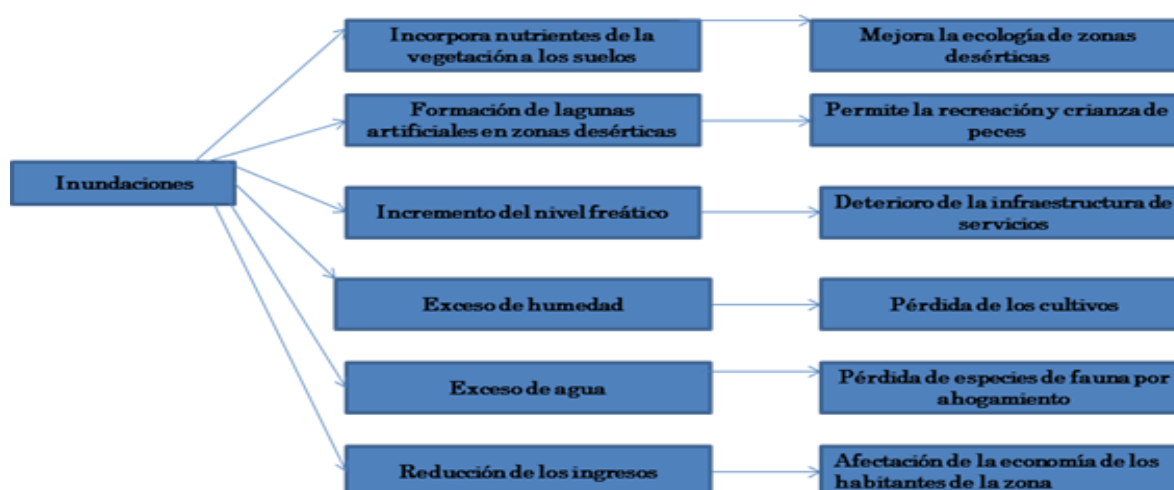 Incorpora nutrientes de la
vegetación a los suelos
Mejora la ecología de zonas
desérticas
Formación de lagunas
artificiales en zonas desérticas
Permite la recreación y crianza de
peces
Inundaciones
Incremento del nivel freático
Deterioro de la infraestructura de
servicios
Exceso de humedad
Pérdida de los cultivos
Exceso de agua
Pérdida de especies de fauna por
ahogamiento
Reducción de los ingresos
Afectación de la economía de los
habitantes de la zona